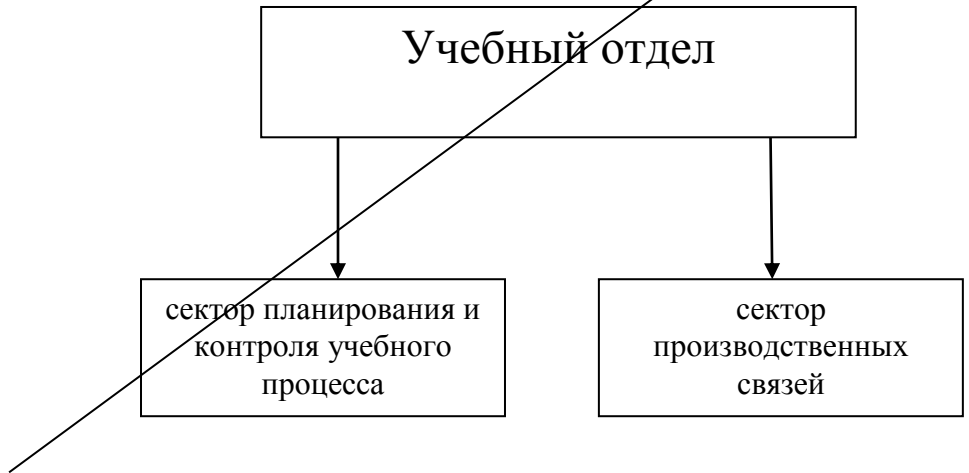 Учебный отдел
сектор планирования и
контроля учебного
процесса
сектор
производственных
связей